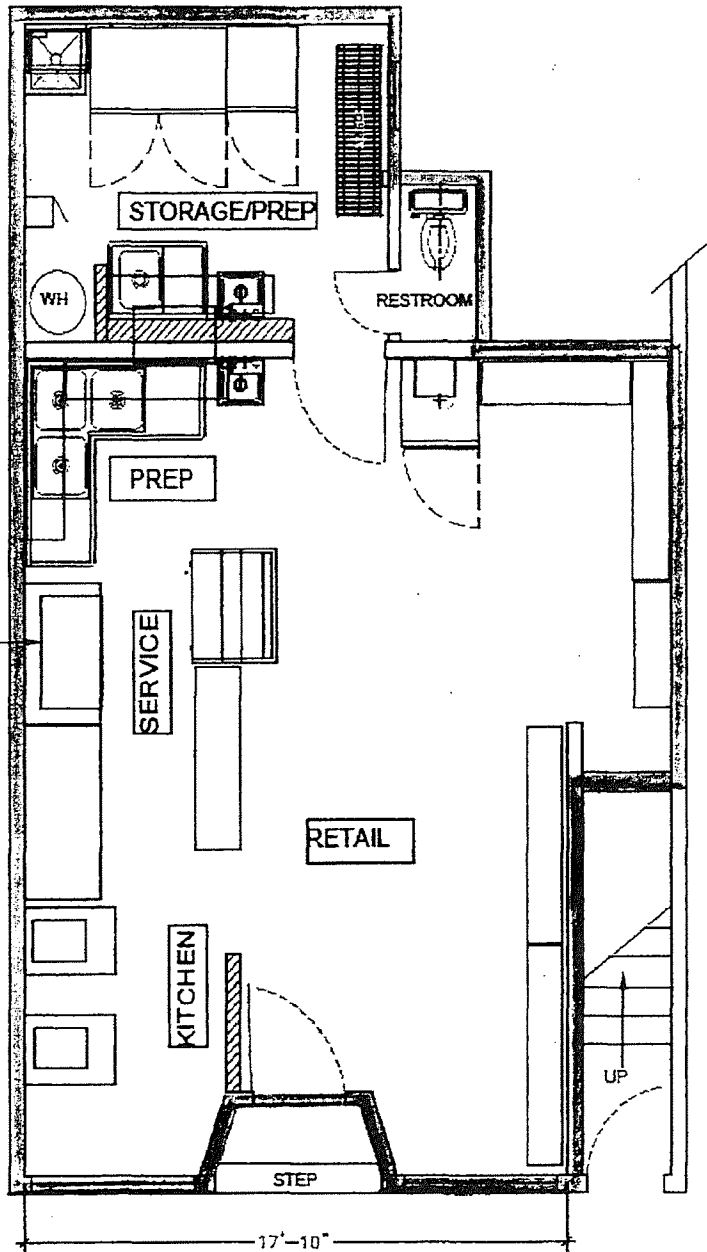 STORAGE/PREP
WH
RESTROOM
PREP
SERVICE
RETAIL
KITCHEN
UP
STEP
17'-10"